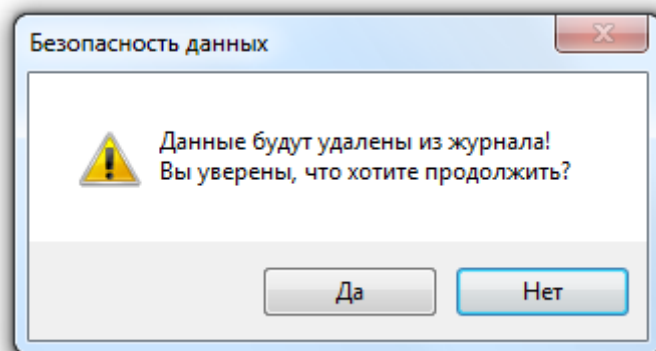 Безопасность данных
Данные будут удалены из журнала!
Вы уверены, что хотите продолжить?
Да
Нет